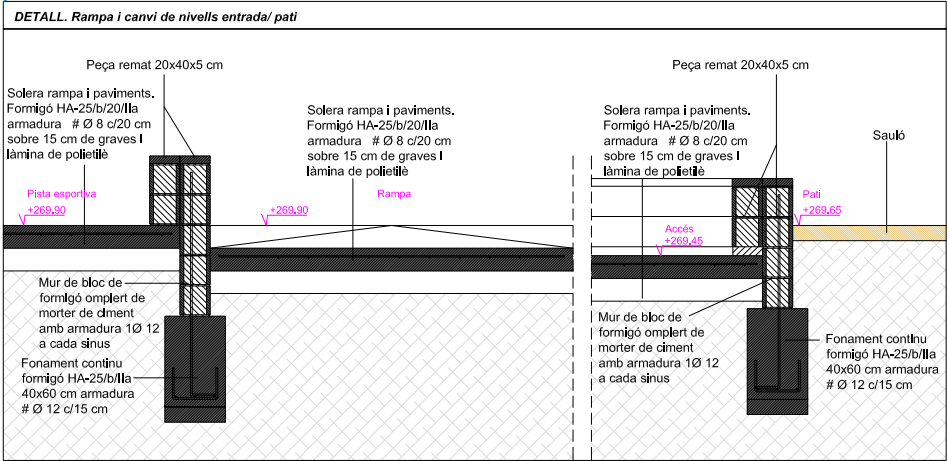 DETALL. Rampa i canvi de nivells entrada/ pati
Peça remat 20x40x5 cm
Solera rampa i paviments.
Formigó HA-25/b/20/IIa
armadura # Ø 8 c/20 cm
sobre 15 cm de graves I
làmina de polietilè
Pista esportiva
+269.90
Mur de bloc de
formigó omplert de
morter de ciment
amb armadura 1Ø 12
a cada sinus
Fonament continu
formigó HA-25/b/IIa
40x60 cm armadura
# Ø 12 c/15 cm
Solera rampa i paviments.
Formigó HA-25/b/20/IIa
armadura # Ø 8 c/20 cm
sobre 15 cm de graves I
làmina de polietilè
Rampa
+269.90
Peça remat 20x40x5 cm
Solera rampa i paviments.
Formigó HA-25/b/20/IIa
armadura # Ø 8 c/20 cm
sobre 15 cm de graves I
làmina de polietilè
Sauló
Pati
+269.65
Accés
+269.45
Mur de bloc de
formigó omplert de
morter de ciment
amb armadura 1Ø 12
a cada sinus
Fonament continu
formigó HA-25/b/IIa
40x60 cm armadura
# Ø 12 c/15 cm